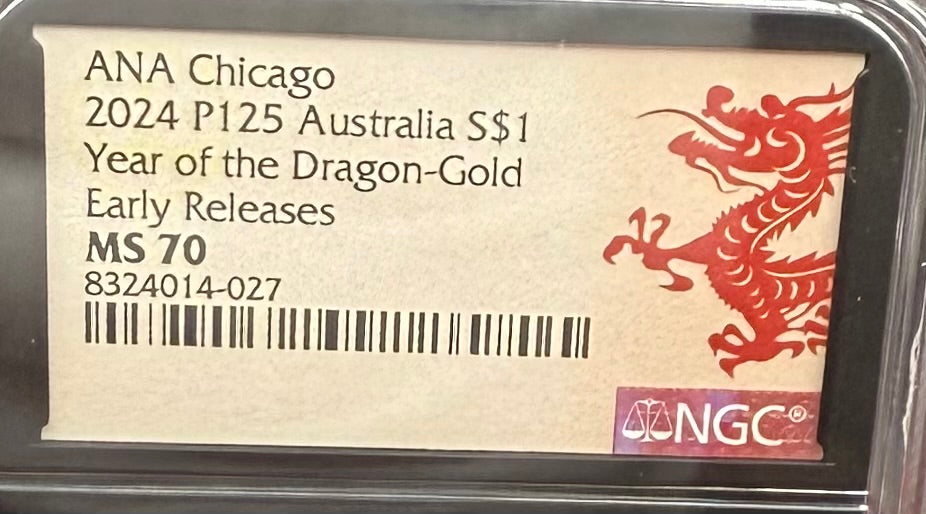 ANA Chicago
2024 P125 Australia S$1
Year of the Dragon-Gold
Early Releases
MS 70
8324014-027
NGC®